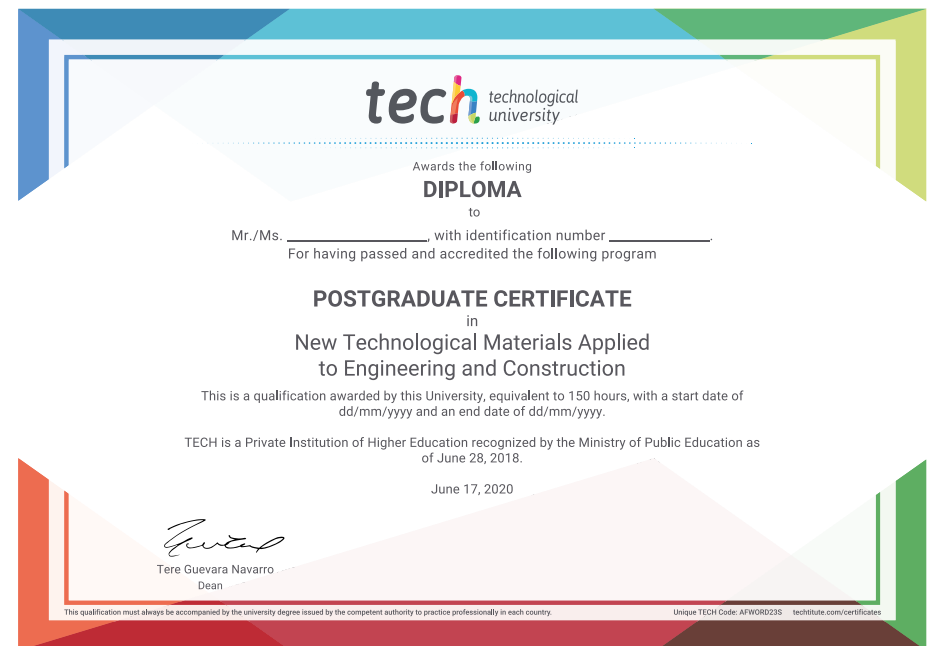 tech technological
university
Awards the following
DIPLOMA
to
Mr./Ms. ____________________, with identification number ______________.
For having passed and accredited the following program
POSTGRADUATE CERTIFICATE
in
New Technological Materials Applied
to Engineering and Construction
This is a qualification awarded by this University, equivalent to 150 hours, with a start date of
dd/mm/yyyy and an end date of dd/mm/yyyy.
TECH is a Private Institution of Higher Education recognized by the Ministry of Public Education as
of June 28, 2018.
June 17, 2020
Tere Guevara Navarro
Dean
This qualification must always be accompanied by the university degree issued by the competent authority to practice professionally in each country.
Unique TECH Code: AFWORD23S techtitute.com/certificates